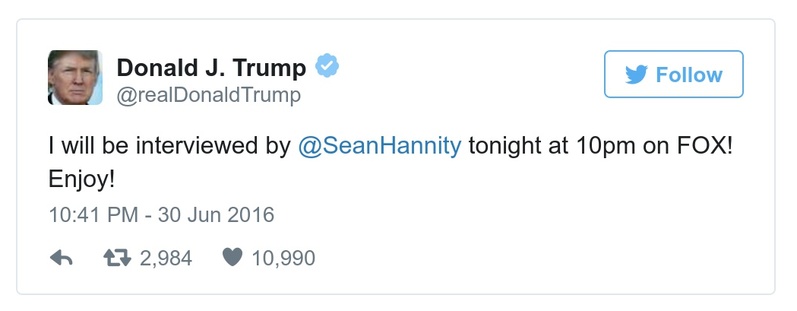 Donald J. Trump
@realDonaldTrump
Follow
I will be interviewed by @SeanHannity tonight at 10pm on FOX!
Enjoy!
10:41 PM - 30 Jun 2016
2,984 10,990